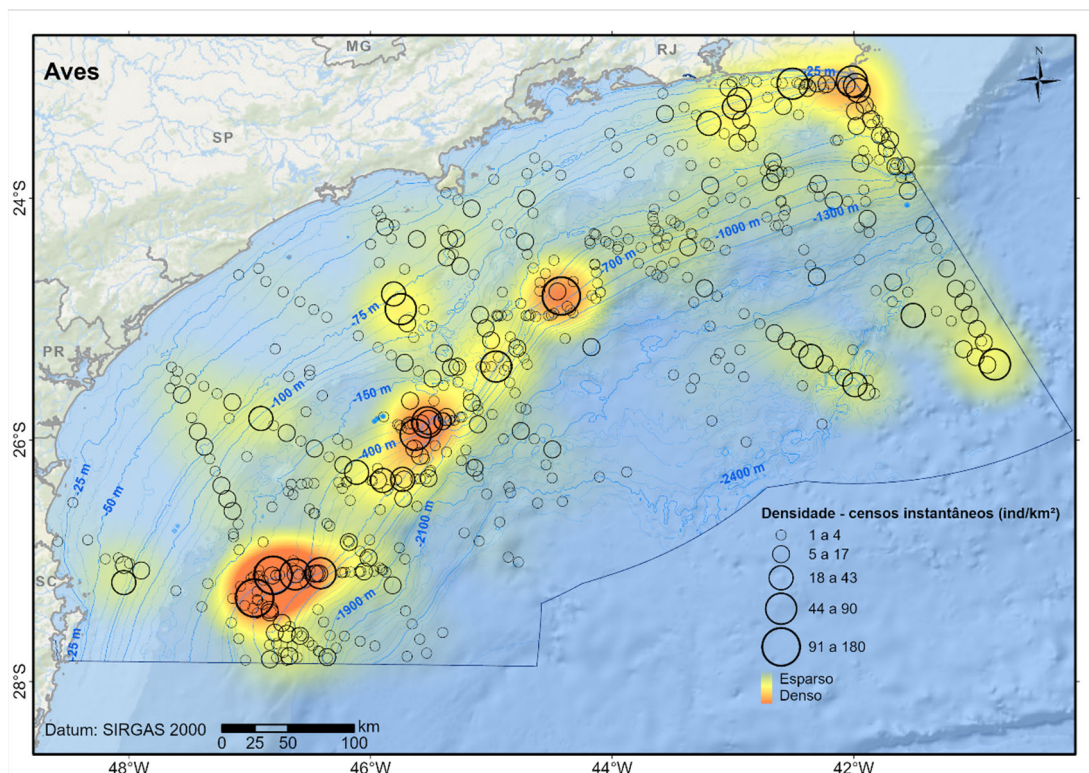 MG
RJ
N
Aves
-25 m
SP
24°S
-1300 m
-1000 m
-700 m
-75 m
PR
-100 m
-150 m
26°S
-400 m
-25 m
-2400 m
-50 m
-2100 m
Densidade - censos instantâneos (ind/km²)
1 a 4
5 a 17
18 a 43
44 a 90
91 a 180
Esparso
Denso
SC
-1900 m
-25 m
28°S
Datum: SIRGAS 2000
km
0 25 50 100
48°W 46°W 44°W 42°W